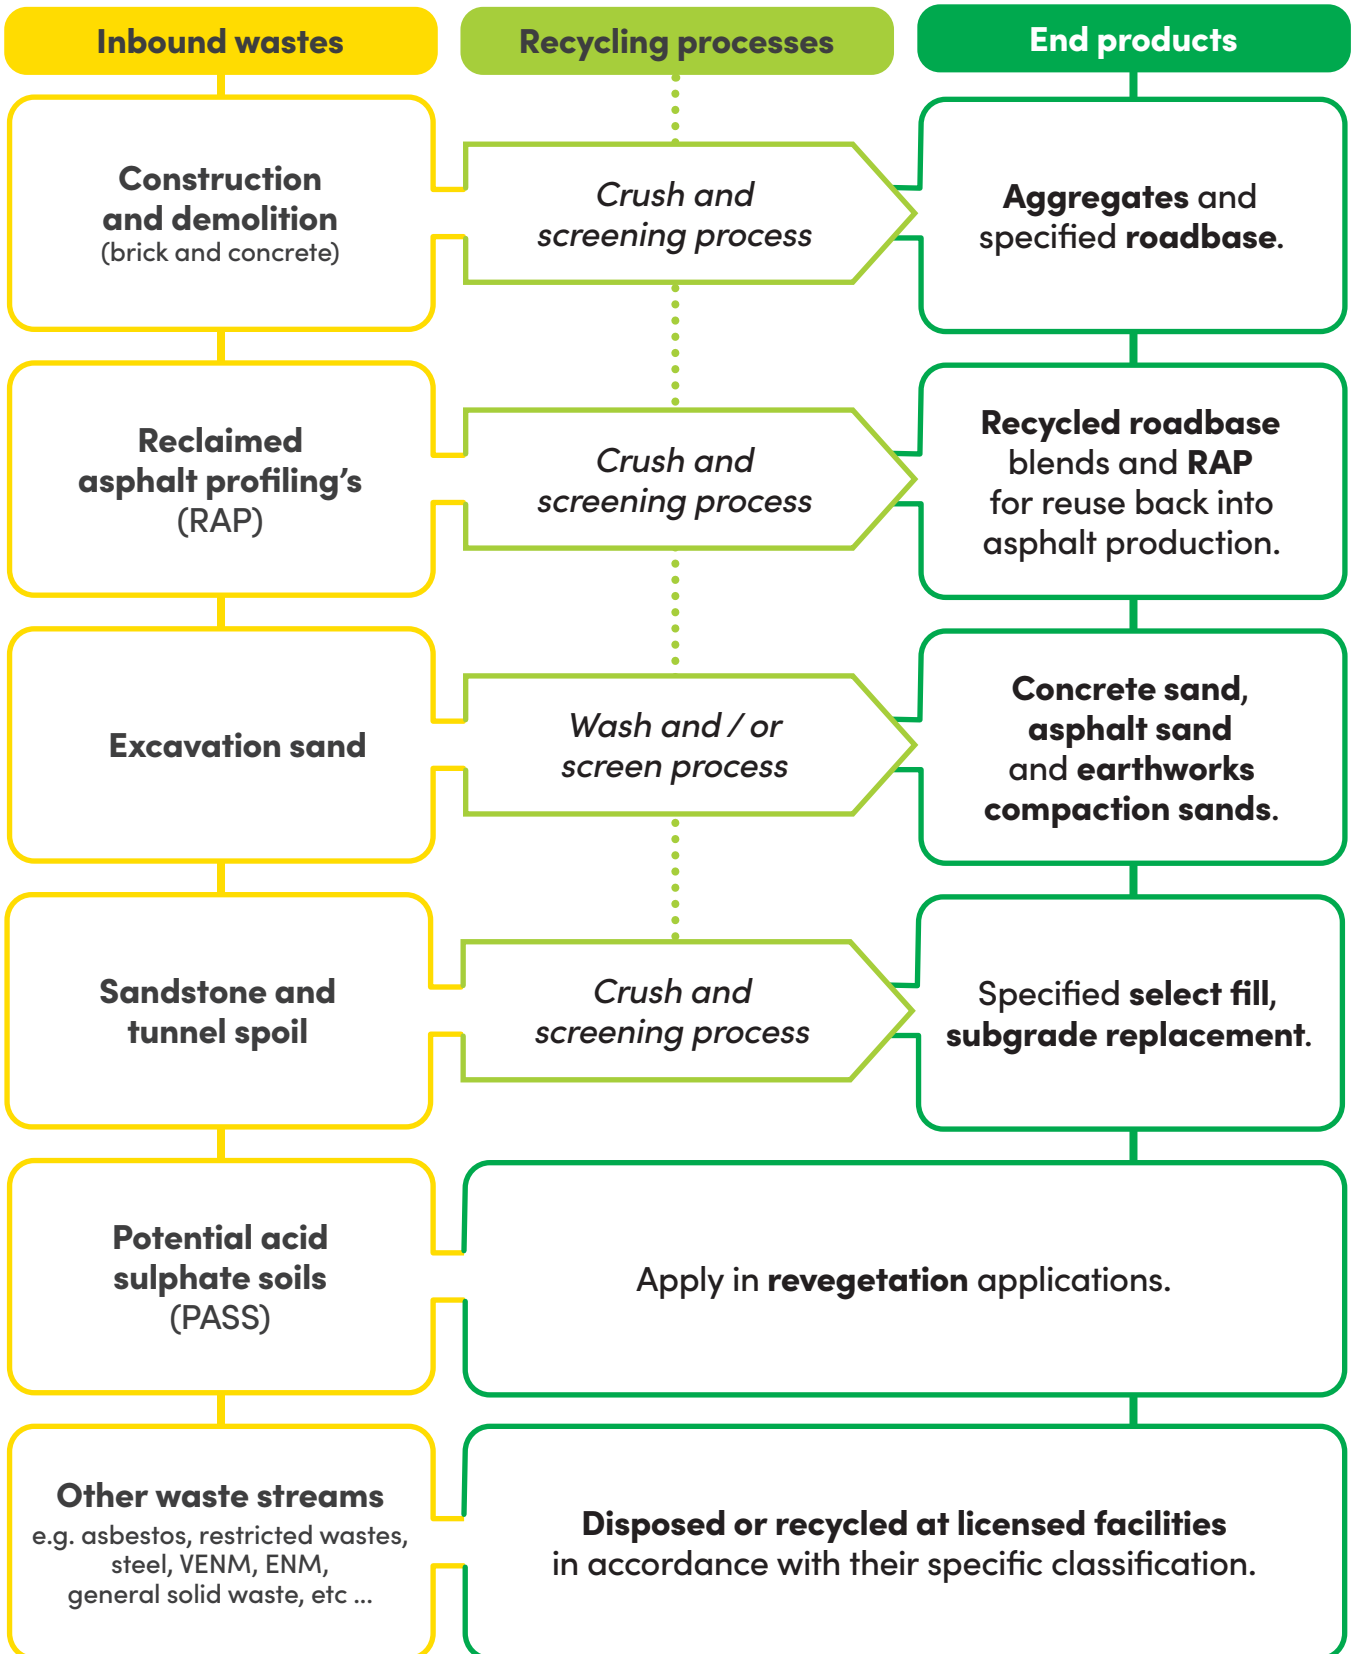 Inbound wastes
Recycling processes
End products
Construction
and demolition
(brick and concrete)
Crush and
screening process
Aggregates and
specified roadbase.
Reclaimed
asphalt profiling's
(RAP)
Crush and
screening process
Recycled roadbase
blends and RAP
for reuse back into
asphalt production.
Excavation sand
Wash and / or
screen process
Concrete sand,
asphalt sand
and earthworks
compaction sands.
Sandstone and
tunnel spoil
Crush and
screening process
Specified select fill,
subgrade replacement.
Potential acid
sulphate soils
(PASS)
Apply in revegetation applications.
Other waste streams
e.g. asbestos, restricted wastes,
steel, VENM, ENM,
general solid waste, etc ...
Disposed or recycled at licensed facilities
in accordance with their specific classification.